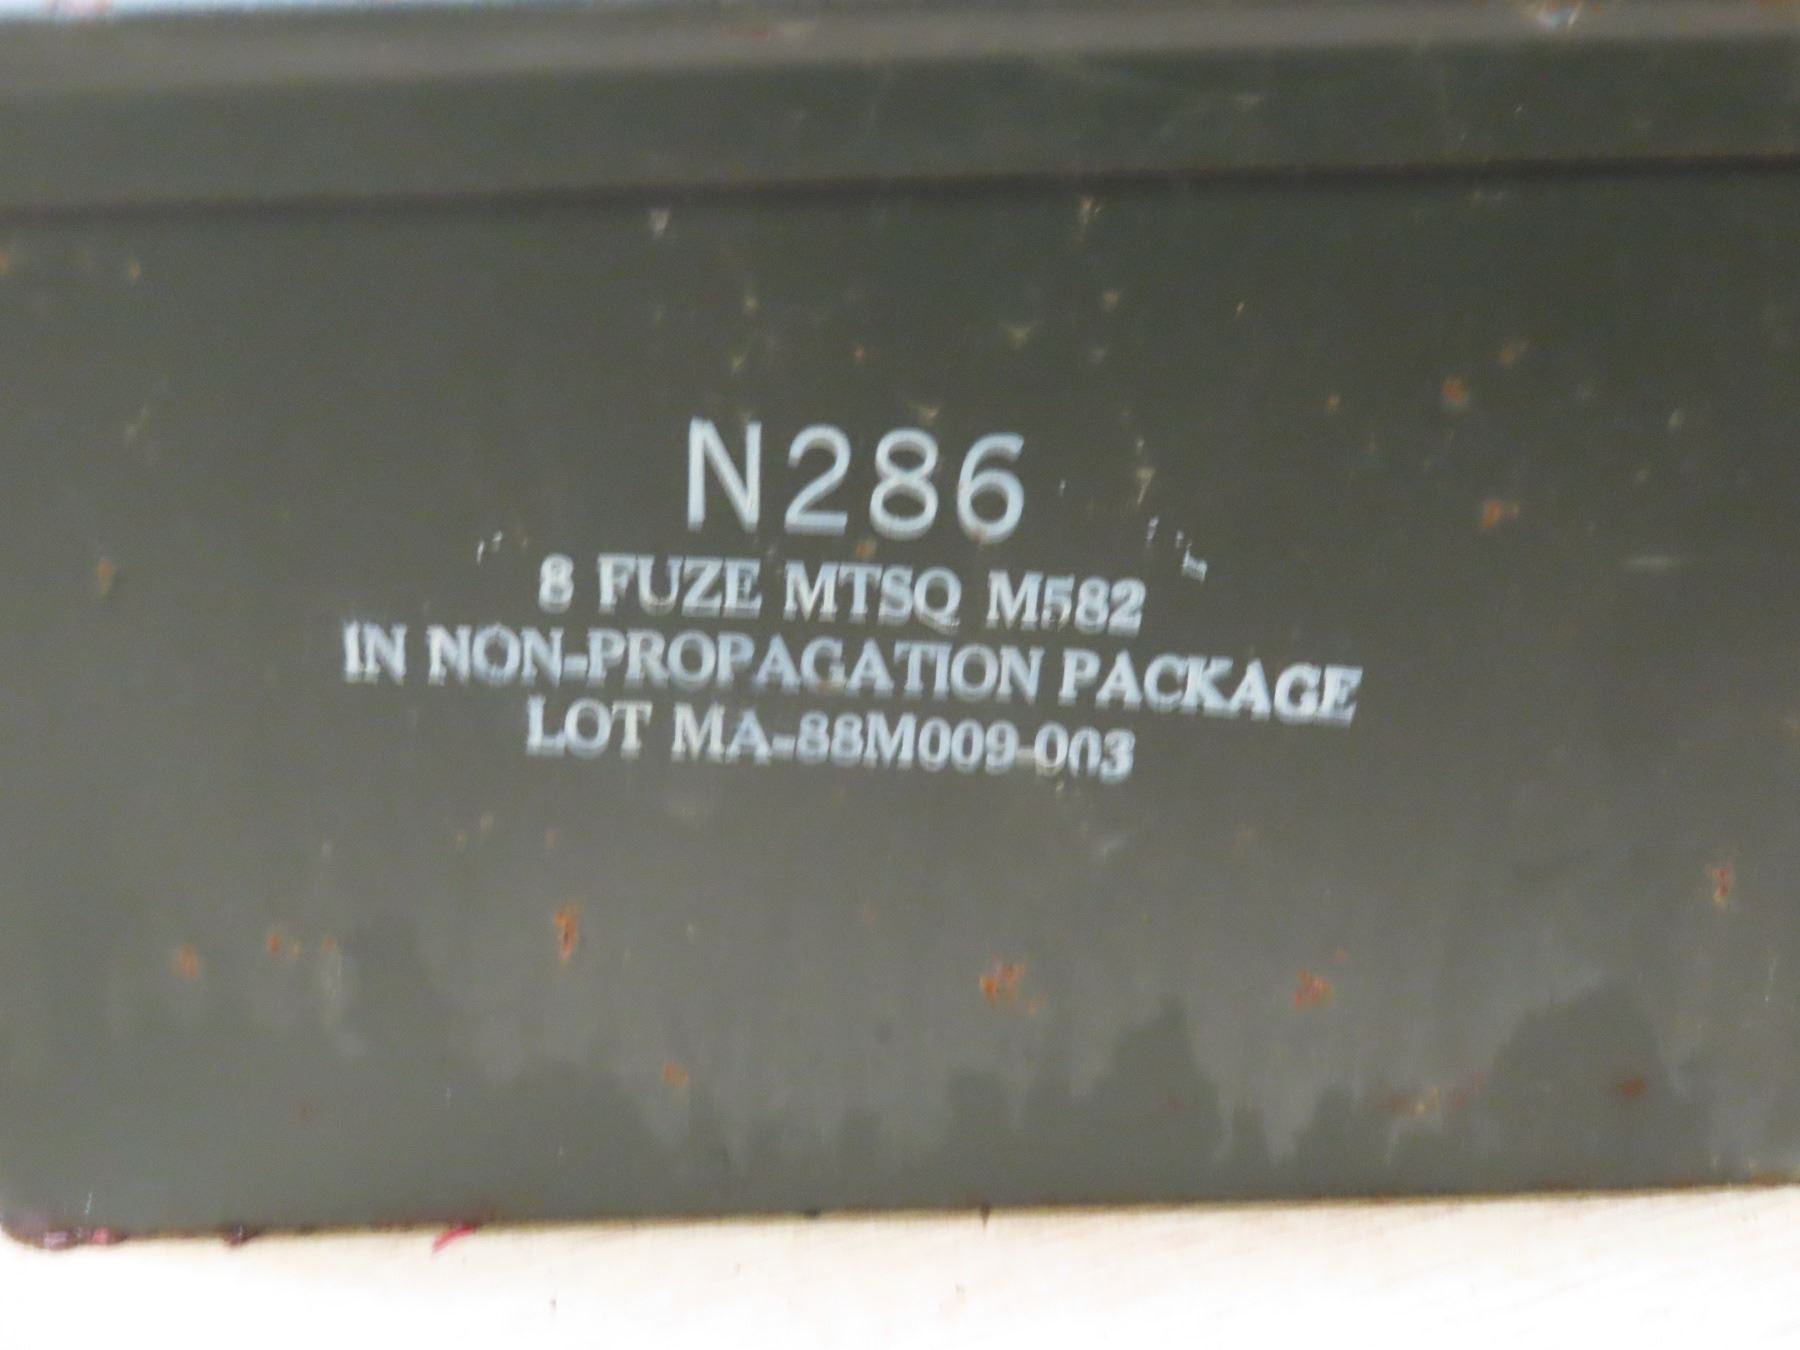 N286
8 FUZE MTSQ M582
IN NON-PROPAGATION PACKAGE
LOT MA-88M009-003